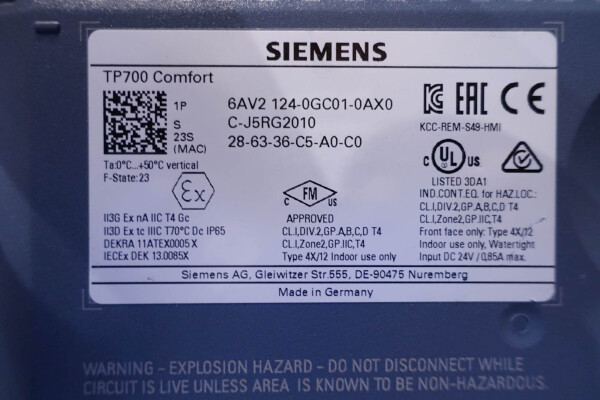 SIEMENS
TP700 Comfort
1P 6AV2 124-0GC01-0AX0
S C-J5RG2010
23S
(MAC) 28-63-36-C5-A0-C0
EAC CE
KCC-REM-S49-HMI
Ta:0°C...+50°C vertical
F-State:23
Ex
C FM US
C UL US
LISTED 3DA1
IND.CONT.EQ. for HAZ.LOC.:
CL.I,DIV.2,GP.A,B,C,D T4
CL.I,Zone2,GP.IIC,T4
Front face only: Type 4X/12
Indoor use only, Watertight
Input DC 24V / 0,85A max.
II3G Ex nA IIC T4 Gc
II3D Ex tc IIIC T70°C Dc IP65
DEKRA 11ATEX0005 X
IECEx DEK 13.0085X
APPROVED
CL.I,DIV.2,GP.A,B,C,D T4
CL.I,Zone2,GP.IIC,T4
Type 4X/12 Indoor use only
Siemens AG, Gleiwitzer Str.555, DE-90475 Nuremberg
Made in Germany
WARNING - EXPLOSION HAZARD - DO NOT DISCONNECT WHILE
CIRCUIT IS LIVE UNLESS AREA IS KNOWN TO BE NON-HAZARDOUS.